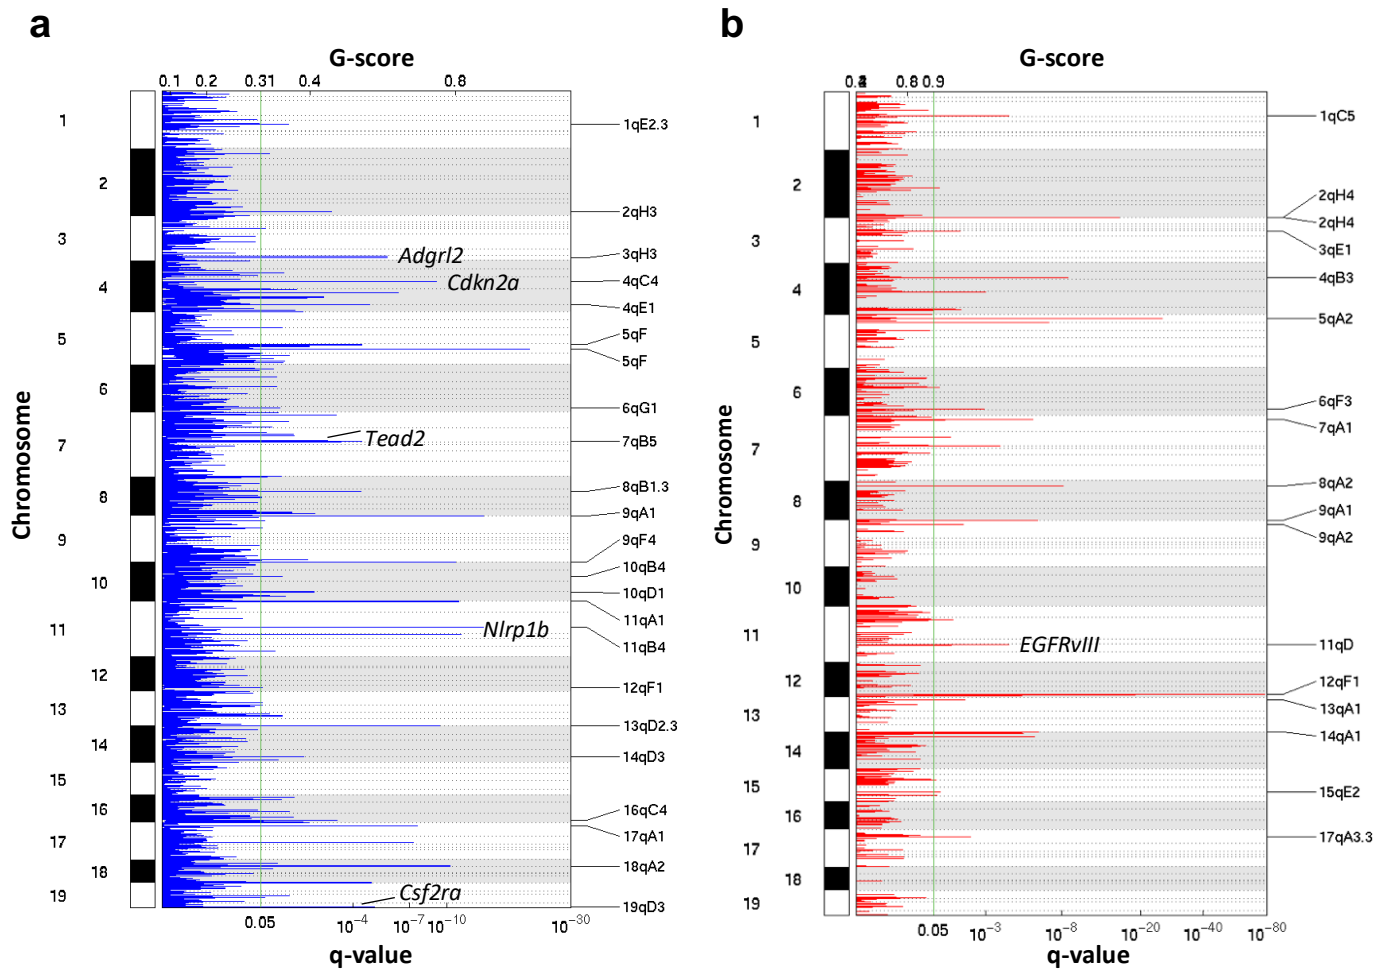 a
G-score
0.1 0.2 0.31 0.4 0.8
Chromosome
1
2
3
4
5
6
7
8
9
10
11
12
13
14
15
16
17
18
19
1qE2.3
2qH3
3qH3
4qC4
4qE1
5qF
5qF
6qG1
7qB5
8qB1.3
9qA1
9qF4
10qB4
10qD1
11qA1
11qB4
12qF1
13qD2.3
14qD3
16qC4
17qA1
18qA2
19qD3
Adgrl2
Cdkn2a
Tead2
Nlrp1b
Csf2ra
0.05 10⁻⁴ 10⁻⁷ 10⁻¹⁰ 10⁻³⁰
q-value
b
G-score
0.8 0.9
Chromosome
1
2
3
4
5
6
7
8
9
10
11
12
13
14
15
16
17
18
19
1qC5
2qH4
2qH4
3qE1
4qB3
5qA2
6qF3
7qA1
8qA2
9qA1
9qA2
11qD
12qF1
13qA1
14qA1
15qE2
17qA3.3
EGFRvIII
0.05 10⁻³ 10⁻⁸ 10⁻²⁰ 10⁻⁴⁰ 10⁻⁸⁰
q-value